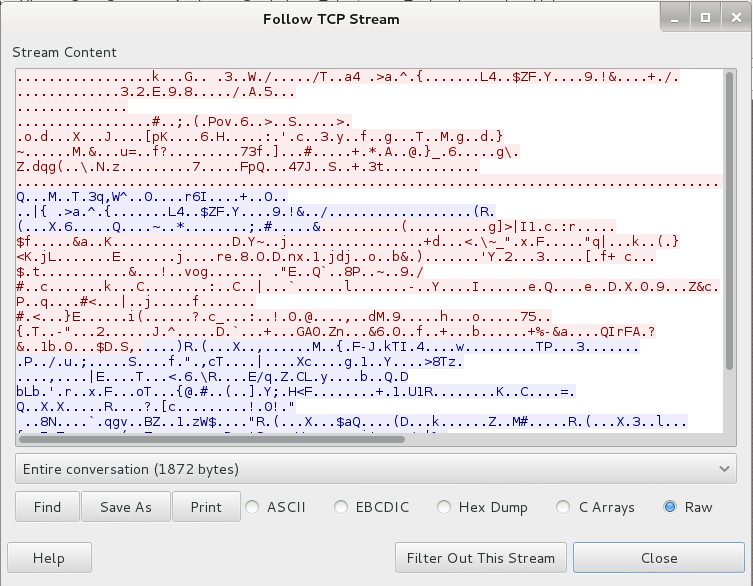 Follow TCP Stream
Stream Content
.................k...G.. .3..W./...../T..a4 .>.a.^.{.......L4..$ZF.Y....9.!&....+./.
.............3.2.E.9.8...../.A.5...
..............
.................#..;.(.Pov.6..>..S.....>.
.o.d...X...J....[pK....6.H.....:.'.c..3.y..f..g...T..M.g..d.}
~......M.&...u=..f?.........73f.]...#.....+.*.A..@.}_.6.....g\.
Z.dqg(..\.N.z.........7.....FpQ...47J..S..+.3t............
Q...M..T.3q,W^..0....r6I....+..0..
..|{ .>.a.^.{.......L4..$ZF.Y....9.!&../..................(R.
(...X.6.....Q....~..*........;.#.....&..........(..........g]>|I1.c.:r.....
$f.....&a..K...............D.Y~..j.................+d...<.\~_".x.F....."q|...k..(.}
<K.jL.......E.......j....re.8.O.D.nx.1.jdj..o..b&.).......'Y.2...3.....[.f+ c...
$.t...........&...!..vog....... ."E..Q`..8P..~..9./
#..c.......k...C........:..C..|...`......l.......-..Y....I......e.Q....e..D.X.0.9...Z&c.
P..q....#<...|..j.....f.......
#.<...}E......i(......?.c_...:..!.0.@....,..dM.9.....h...o.....75..
{.T..-"...2......J.^.....D.`...+...GAO.Zn...&6.0..f..+...b......+%-&a....QIrFA.?
&..1b.0...$D.S,.....)R.(...X..,.....M..{.F-J.kTI.4....w.........TP...3.......
.P../.u.;.....S....f.".,cT....|....Xc....g.1..Y....>8Tz.
....,....|E....T...<.6.\R....E/q.Z.CL.y....b..Q.D
bLb.'.r..x.F...oT...{@.#..(..].Y;.H<F........+.1.U1R........K..C....=.
Q..X.X.....R....?.[c.........!.0!."
..8N....`.qgv..BZ..1.zW$...."R.(...X...$aQ....(D...k......Z..M#.....R.(...X.3..l...
Entire conversation (1872 bytes)
Find Save As Print ASCII EBCDIC Hex Dump C Arrays Raw
Help Filter Out This Stream Close